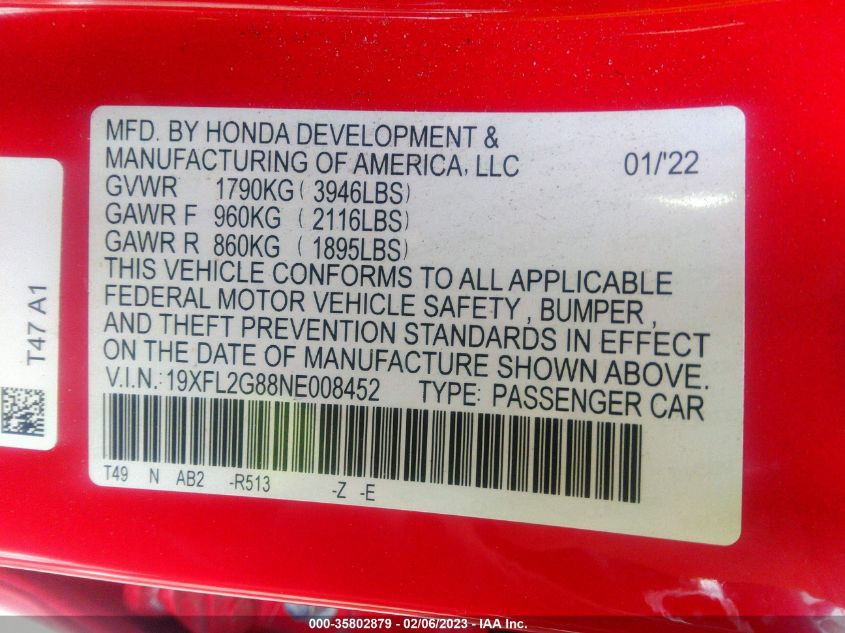 MFD. BY HONDA DEVELOPMENT &
MANUFACTURING OF AMERICA, LLC 01/'22
GVWR 1790KG ( 3946LBS)
GAWR F 960KG ( 2116LBS)
GAWR R 860KG ( 1895LBS)
THIS VEHICLE CONFORMS TO ALL APPLICABLE
FEDERAL MOTOR VEHICLE SAFETY , BUMPER ,
AND THEFT PREVENTION STANDARDS IN EFFECT
ON THE DATE OF MANUFACTURE SHOWN ABOVE.
V.I.N.: 19XFL2G88NE008452 TYPE: PASSENGER CAR
T49 N AB2 -R513 -Z -E
T47 A1
000-35802879 - 02/06/2023 - IAA Inc.